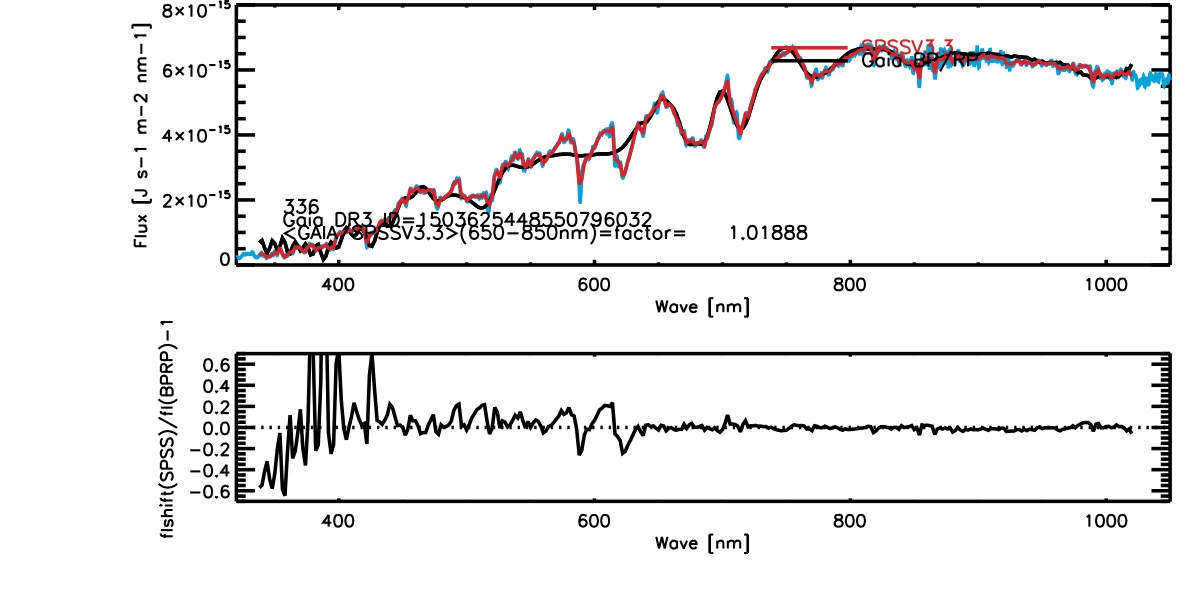 8×10−15
6×10−15
4×10−15
2×10−15
0
Flux [J s−1 m−2 nm−1]
SPSSV3.3
Gaia BP/RP
336
Gaia DR3 ID=1503625448550796032
<GAIA/SPSSV3.3>(650−850nm)=factor= 1.01888
400 600 800 1000
Wave [nm]
flshift(SPSS)/fl(BPRP)−1
0.6
0.4
0.2
0.0
−0.2
−0.4
−0.6
400 600 800 1000
Wave [nm]